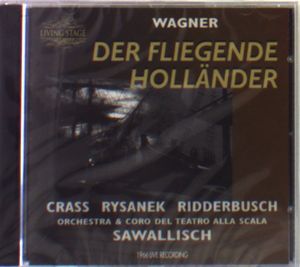 WAGNER
LIVING STAGE
DER FLIEGENDE
HOLLÄNDER
CRASS RYSANEK RIDDERBUSCH
ORCHESTRA & CORO DEL TEATRO ALLA SCALA
SAWALLISCH
1966 LIVE RECORDING